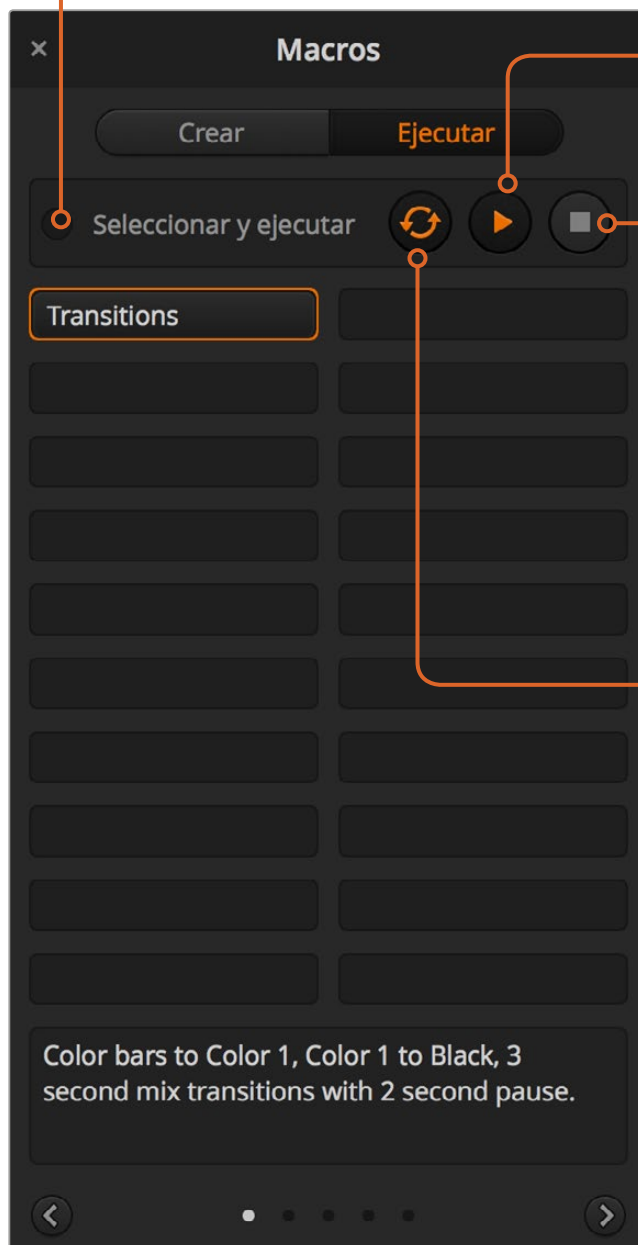 Macros
Crear
Ejecutar
Seleccionar y ejecutar
Transitions
Color bars to Color 1, Color 1 to Black, 3
second mix transitions with 2 second pause.